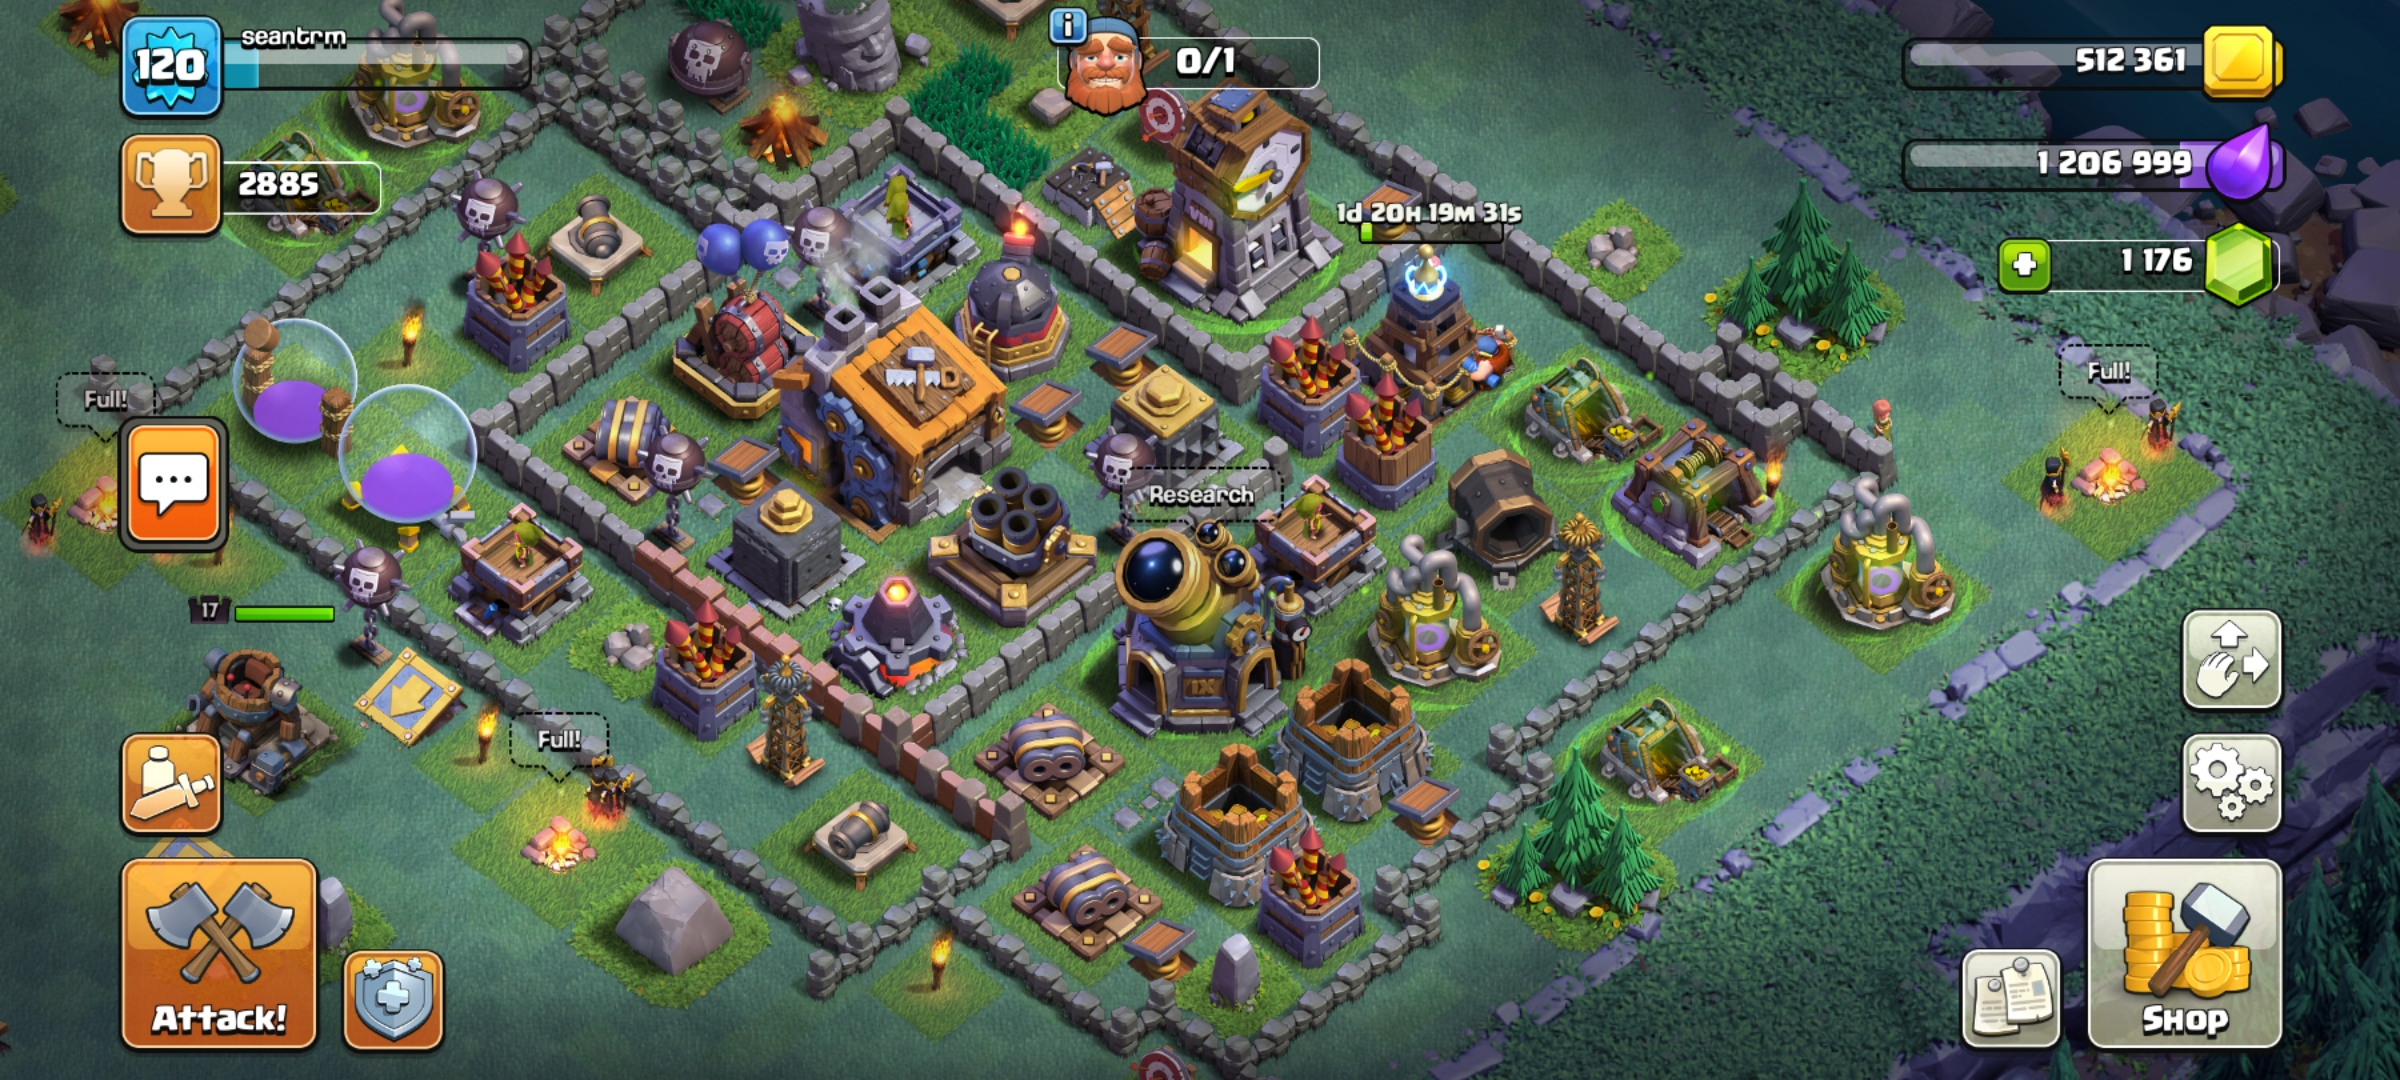 120
seantrm
0/1
512 361
2885
1 206 999
1d 20H 19M 31s
1 176
Full!
Full!
Research
17
Full!
IX
Attack!
Shop